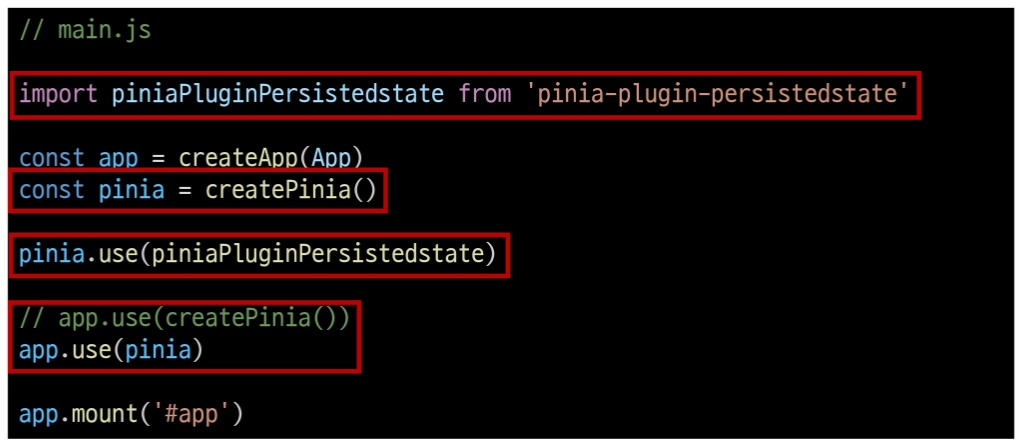 // main.js
import piniaPluginPersistedstate from 'pinia-plugin-persistedstate'
const app = createApp(App)
const pinia = createPinia()
pinia.use(piniaPluginPersistedstate)
// app.use(createPinia())
app.use(pinia)
app.mount('#app')